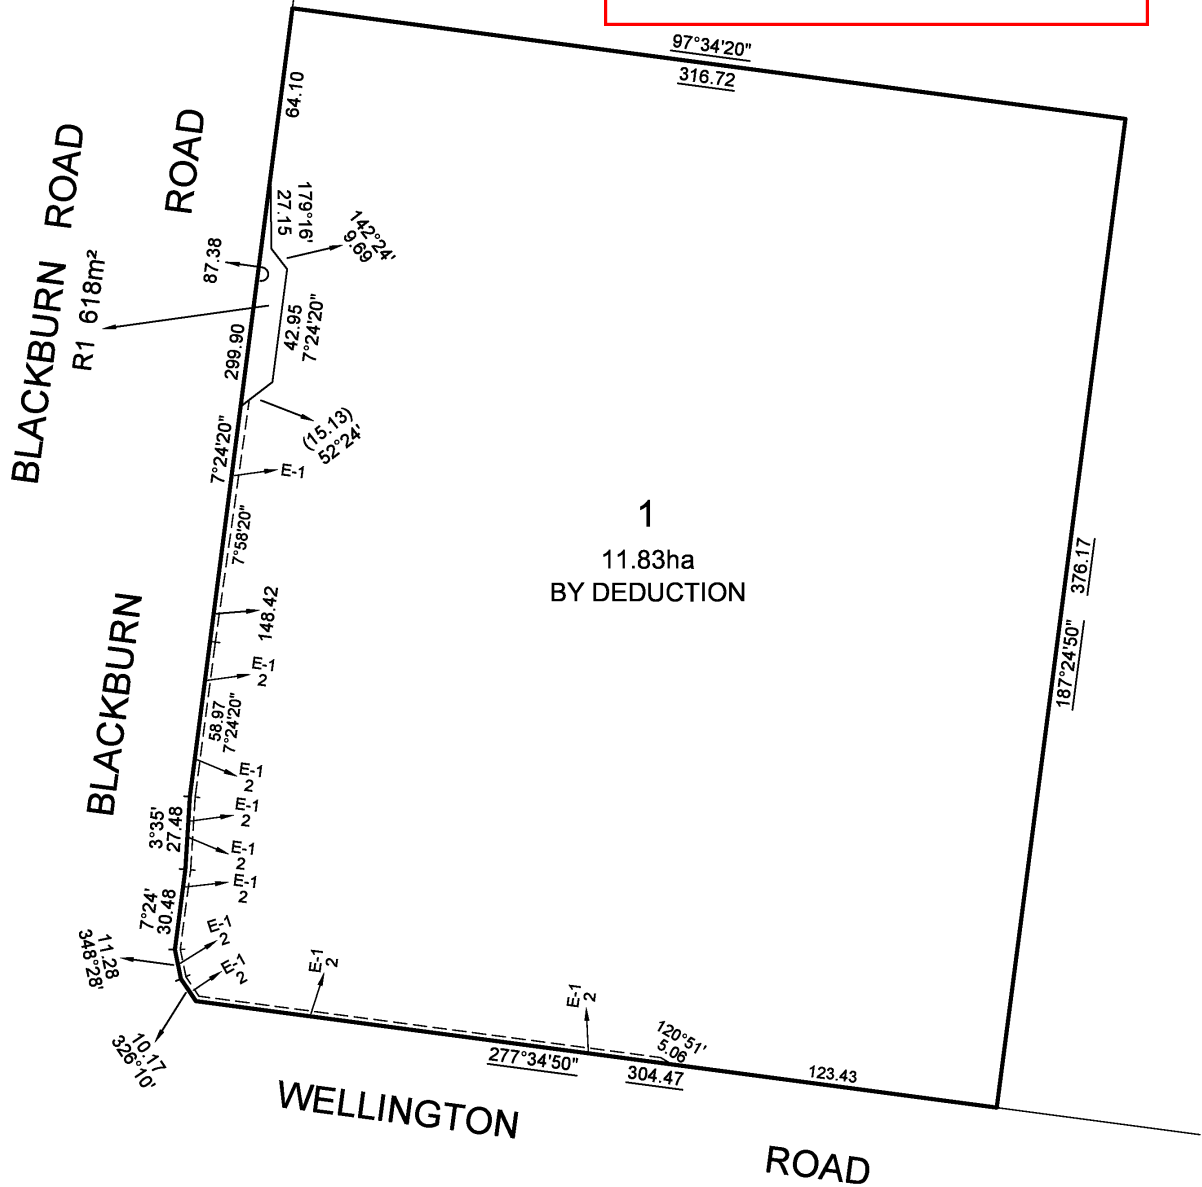 97°34'20"
316.72
64.10
ROAD
BLACKBURN ROAD
R1 618m²
179°16'
27.15
142°24'
9.69
87.38
42.95
7°24'20"
299.90
(15.13)
52°24'
7°24'20"
E-1
7°58'20"
1
11.83ha
BY DEDUCTION
376.17
187°24'50"
148.42
BLACKBURN
E-1
2
58.97
7°24'20"
E-1
2
E-1
2
3°35'
27.48
E-1
2
E-1
2
7°24'
30.48
E-1
2
11.28
348°28'
E-1
2
E-1
2
E-1
2
10.17
326°10'
120°51'
5.06
277°34'50"
304.47
123.43
WELLINGTON
ROAD